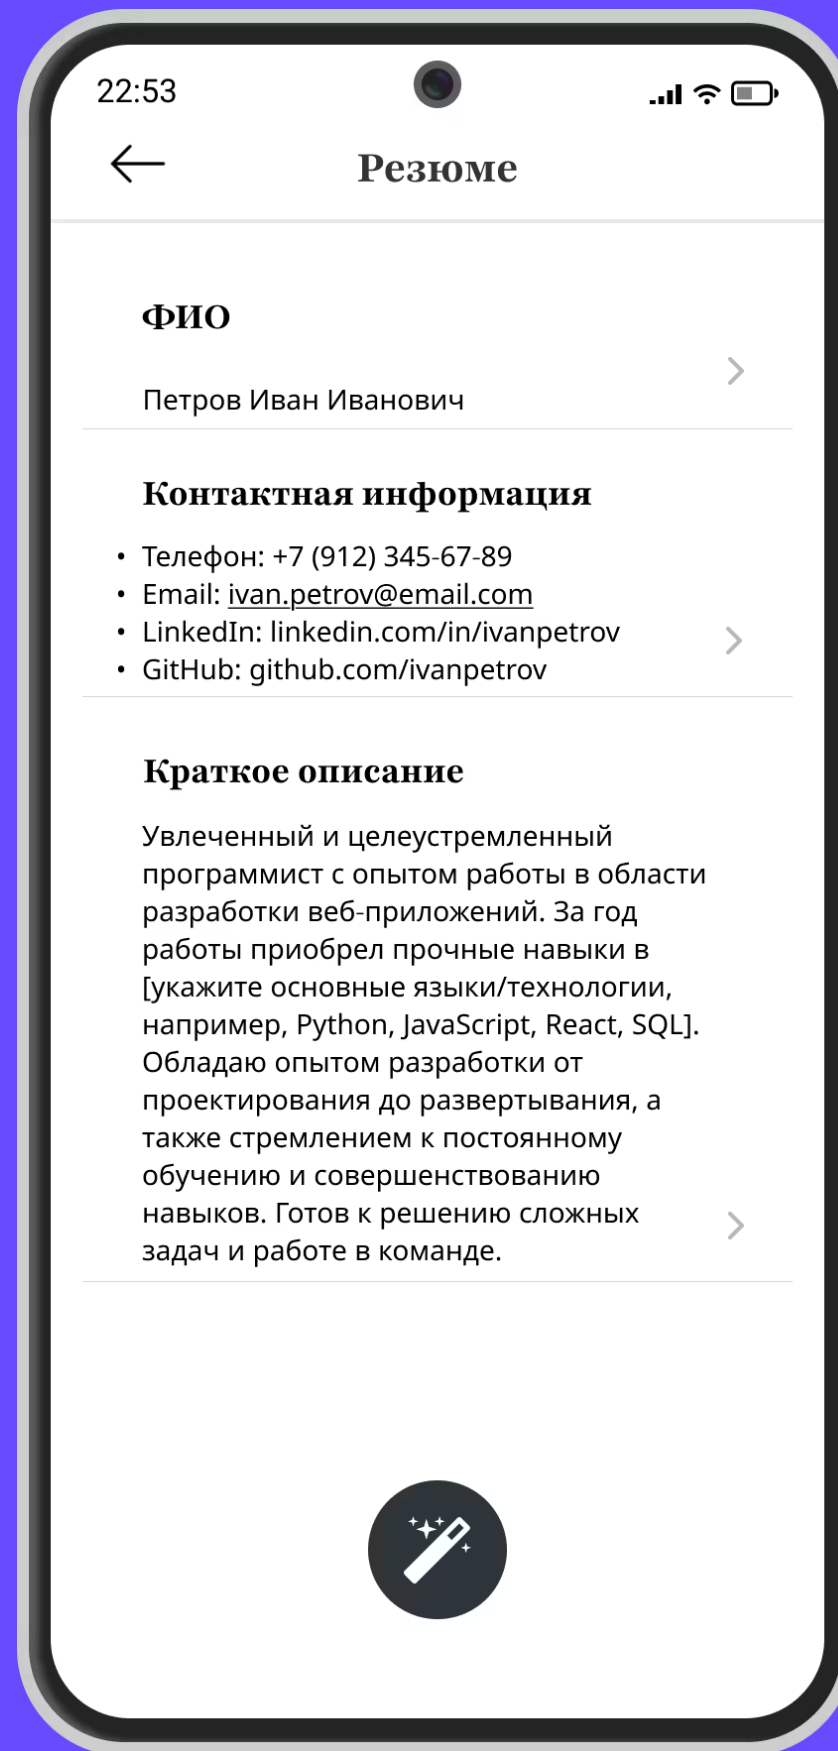 22:53
Резюме
ФИО
Петров Иван Иванович
Контактная информация
• Телефон: +7 (912) 345-67-89
• Email: ivan.petrov@email.com
• LinkedIn: linkedin.com/in/ivanpetrov
• GitHub: github.com/ivanpetrov
Краткое описание
Увлеченный и целеустремленный
программист с опытом работы в области
разработки веб-приложений. За год
работы приобрел прочные навыки в
[укажите основные языки/технологии,
например, Python, JavaScript, React, SQL].
Обладаю опытом разработки от
проектирования до развертывания, а
также стремлением к постоянному
обучению и совершенствованию
навыков. Готов к решению сложных
задач и работе в команде.